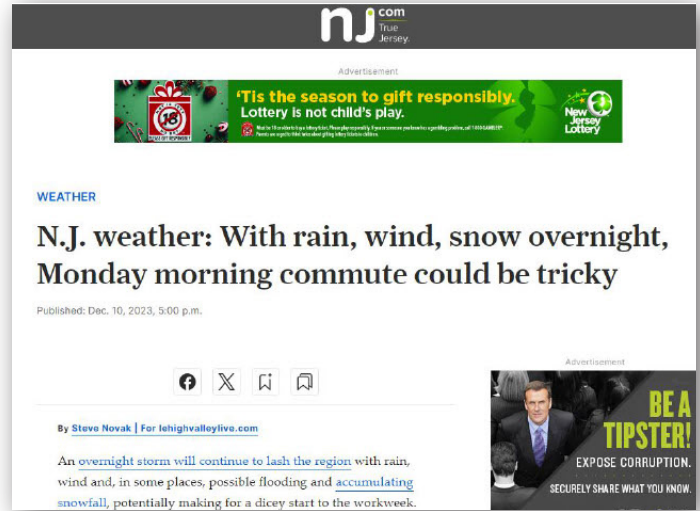 nj.com
True
Jersey.
Advertisement
'Tis the season to gift responsibly.
Lottery is not child's play.
18
New
Jersey
Lottery
WEATHER
N.J. weather: With rain, wind, snow overnight,
Monday morning commute could be tricky
Published: Dec. 10, 2023, 5:00 p.m.
Advertisement
By Steve Novak | For lehighvalleylive.com
BE A
TIPSTER!
EXPOSE CORRUPTION.
SECURELY SHARE WHAT YOU KNOW.
An overnight storm will continue to lash the region with rain,
wind and, in some places, possible flooding and accumulating
snowfall, potentially making for a dicey start to the workweek.